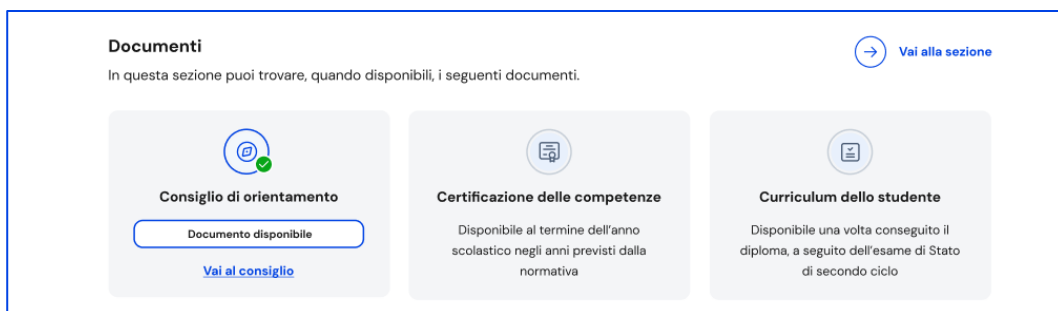 Documenti
Vai alla sezione
In questa sezione puoi trovare, quando disponibili, i seguenti documenti.
Consiglio di orientamento
Documento disponibile
Vai al consiglio
Certificazione delle competenze
Disponibile al termine dell'anno
scolastico negli anni previsti dalla
normativa
Curriculum dello studente
Disponibile una volta conseguito il
diploma, a seguito dell'esame di Stato
di secondo ciclo